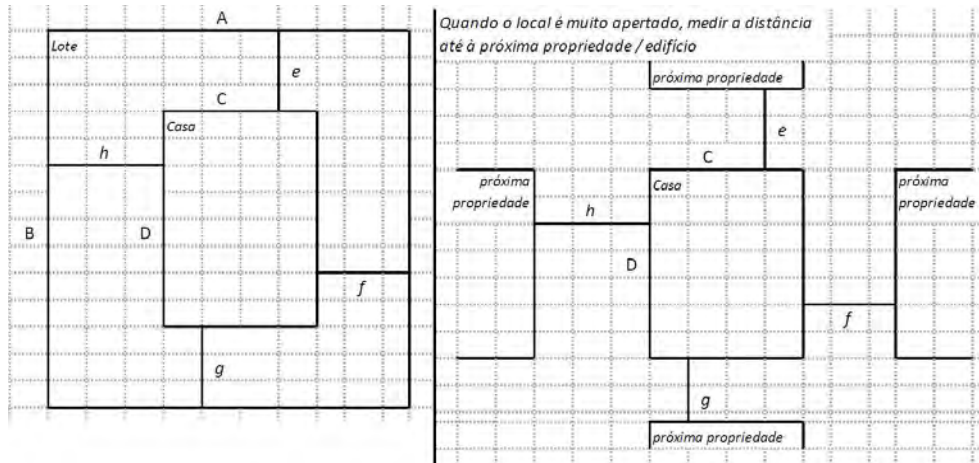 A
Lote
e
C
Casa
h
B
D
f
g
Quando o local é muito apertado, medir a distância
até à próxima propriedade / edifício
próxima propriedade
e
C
próxima
propriedade
Casa
próxima
propriedade
h
D
f
g
próxima propriedade